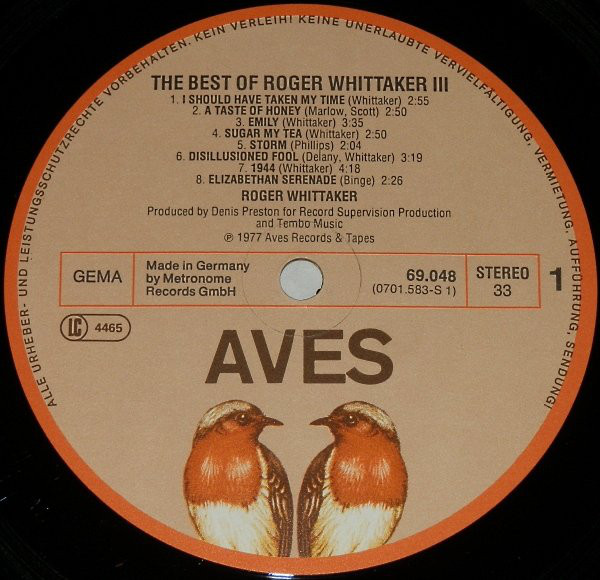 ALLE URHEBER- UND LEISTUNGSSCHUTZRECHTE VORBEHALTEN. KEIN VERLEIH! KEINE UNERLAUBTE VERVIELFÄLTIGUNG, VERMIETUNG, AUFFÜHRUNG, SENDUNG!
THE BEST OF ROGER WHITTAKER III
1. I SHOULD HAVE TAKEN MY TIME (Whittaker) 2:55
2. A TASTE OF HONEY (Marlow, Scott) 2:50
3. EMILY (Whittaker) 3:35
4. SUGAR MY TEA (Whittaker) 2:50
5. STORM (Phillips) 2:04
6. DISILLUSIONED FOOL (Delany, Whittaker) 3:19
7. 1944 (Whittaker) 4:18
8. ELIZABETHAN SERENADE (Binge) 2:26
ROGER WHITTAKER
Produced by Denis Preston for Record Supervision Production
and Tembo Music
℗ 1977 Aves Records & Tapes
GEMA
Made in Germany
by Metronome
Records GmbH
69.048
(0701.583-S 1)
STEREO
33
1
LC 4465
AVES